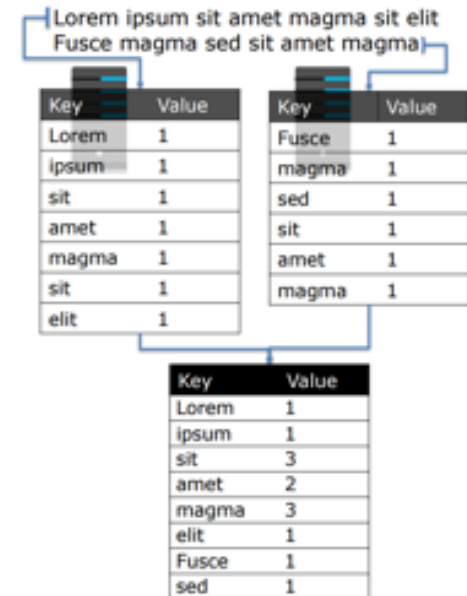 Lorem ipsum sit amet magma sit elit
Fusce magma sed sit amet magma
Key Value
Lorem 1
ipsum 1
sit 1
amet 1
magma 1
sit 1
elit 1
Key Value
Fusce 1
magma 1
sed 1
sit 1
amet 1
magma 1
Key Value
Lorem 1
ipsum 1
sit 3
amet 2
magma 3
elit 1
Fusce 1
sed 1